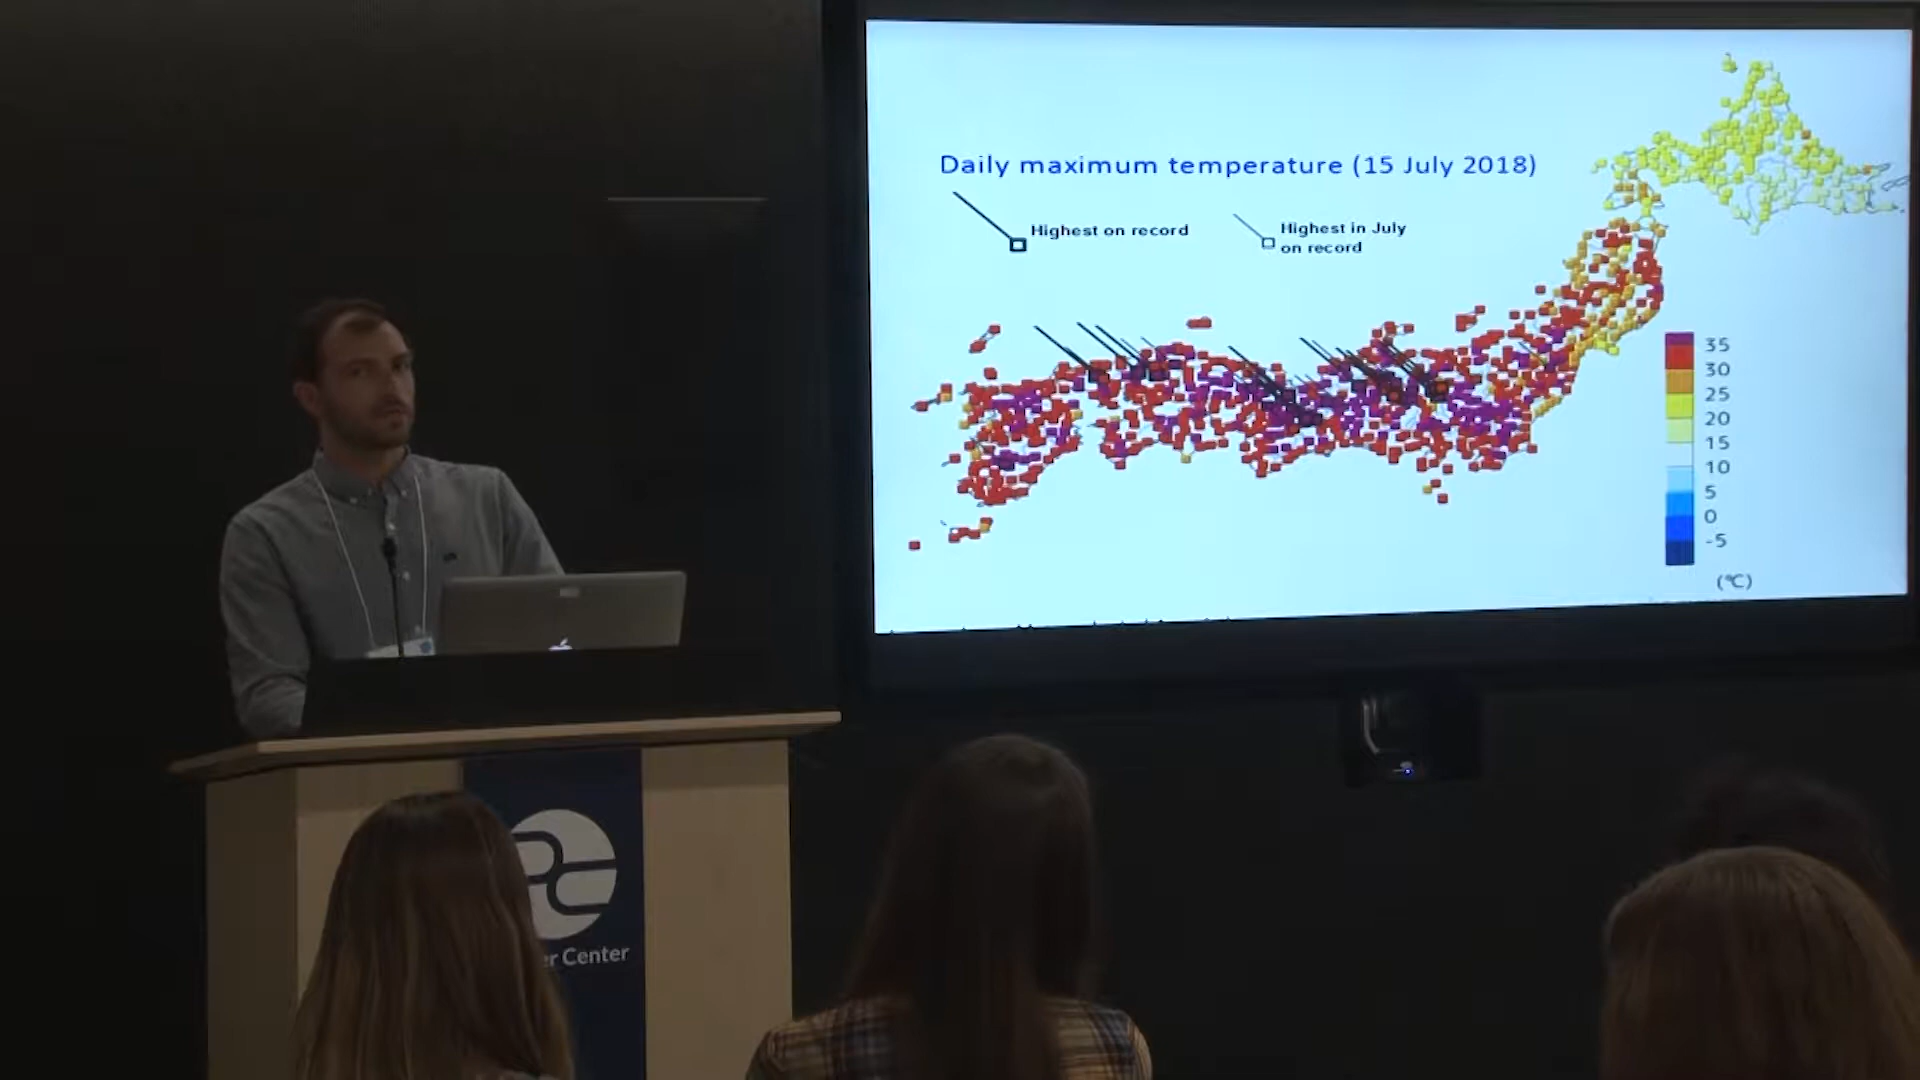 Daily maximum temperature (15 July 2018)
Highest on record
Highest in July
on record
35
30
25
20
15
10
5
0
-5
(℃)
Center